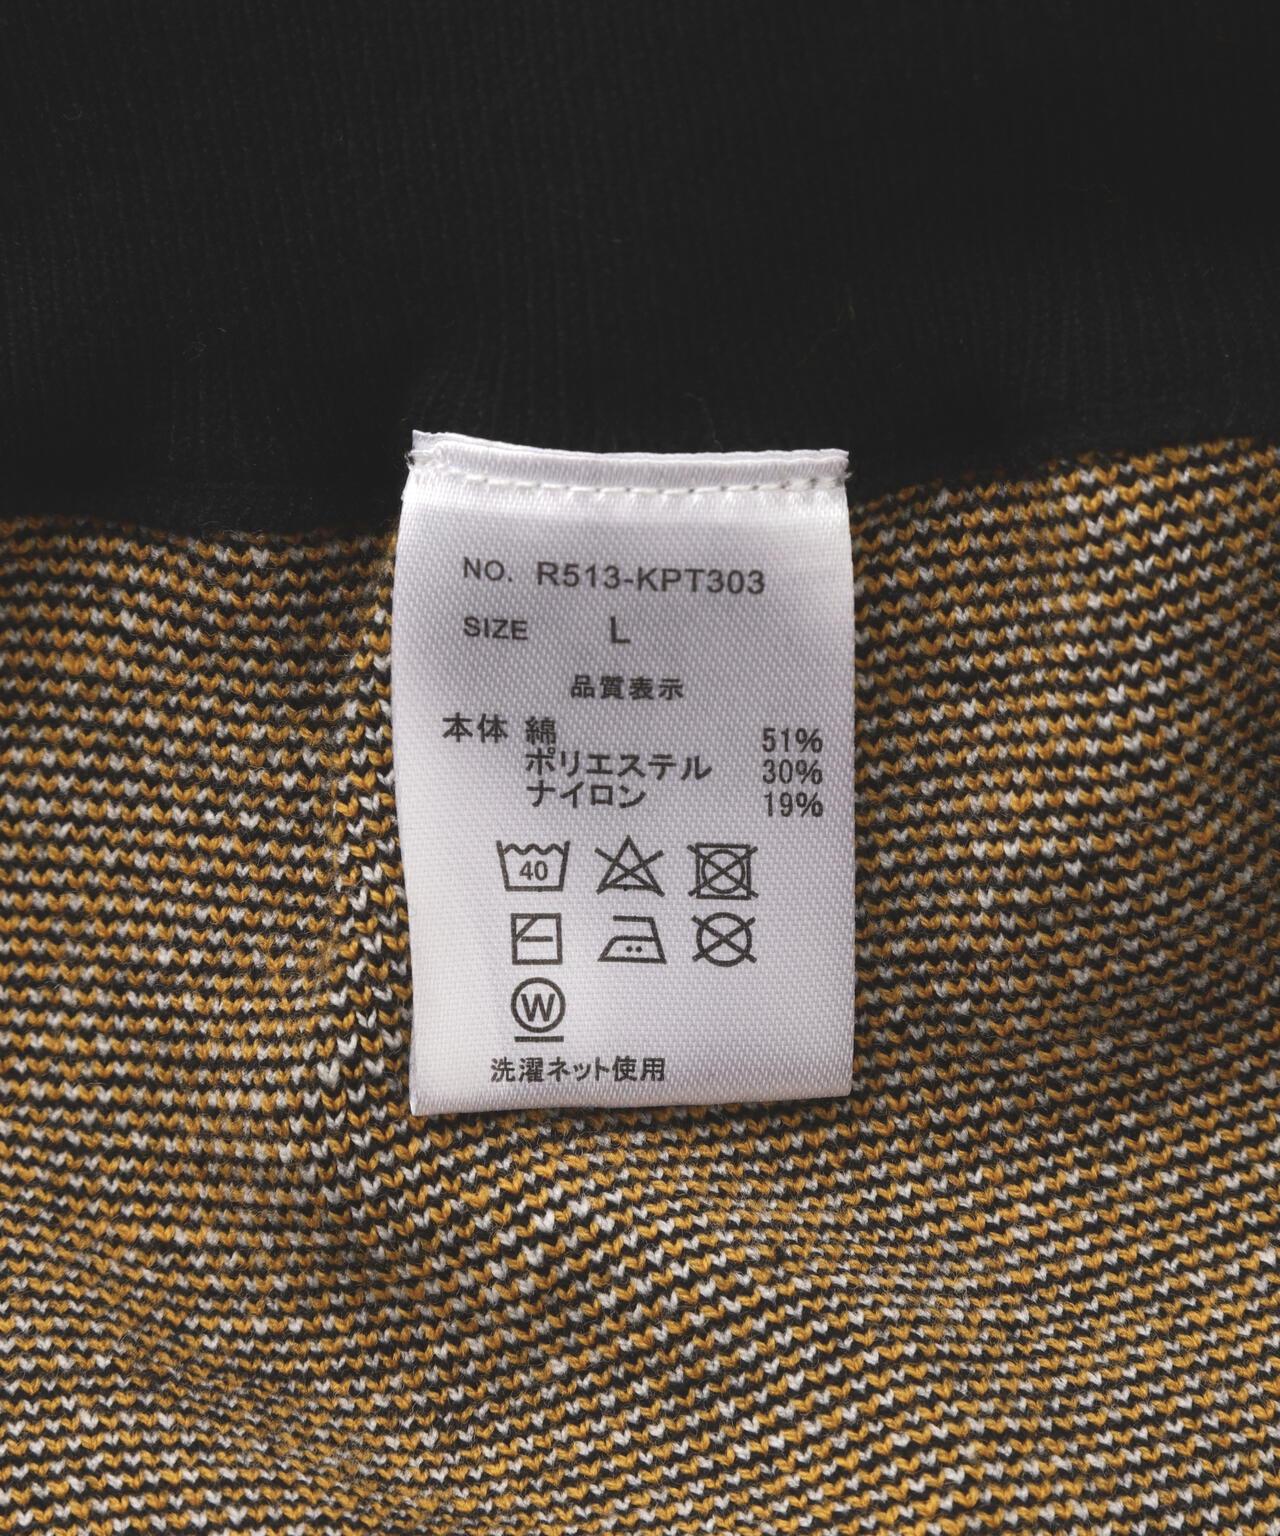 NO. R513-KPT303
SIZE L
品質表示
本体 綿 51%
ポリエステル 30%
ナイロン 19%
40
W
洗濯ネット使用